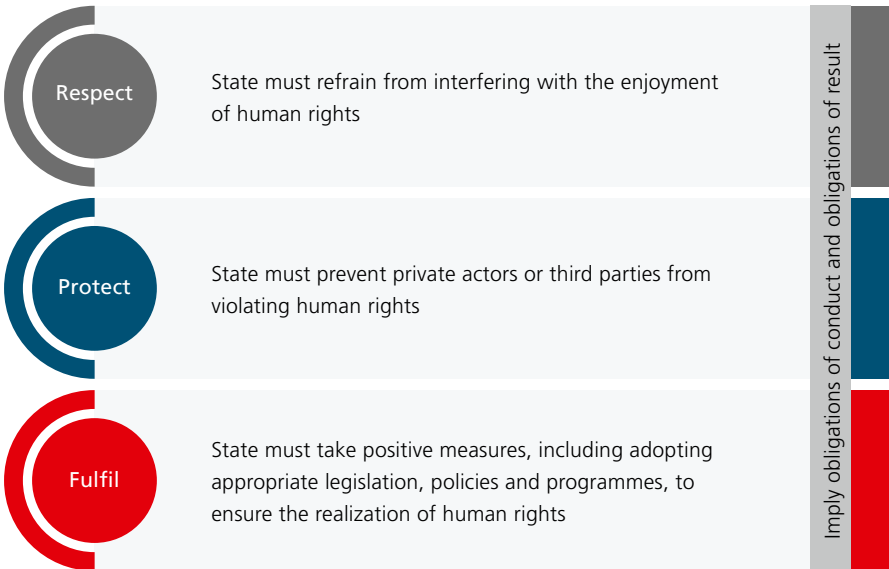 Respect
State must refrain from interfering with the enjoyment
of human rights
Protect
State must prevent private actors or third parties from
violating human rights
Fulfil
State must take positive measures, including adopting
appropriate legislation, policies and programmes, to
ensure the realization of human rights
Imply obligations of conduct and obligations of result